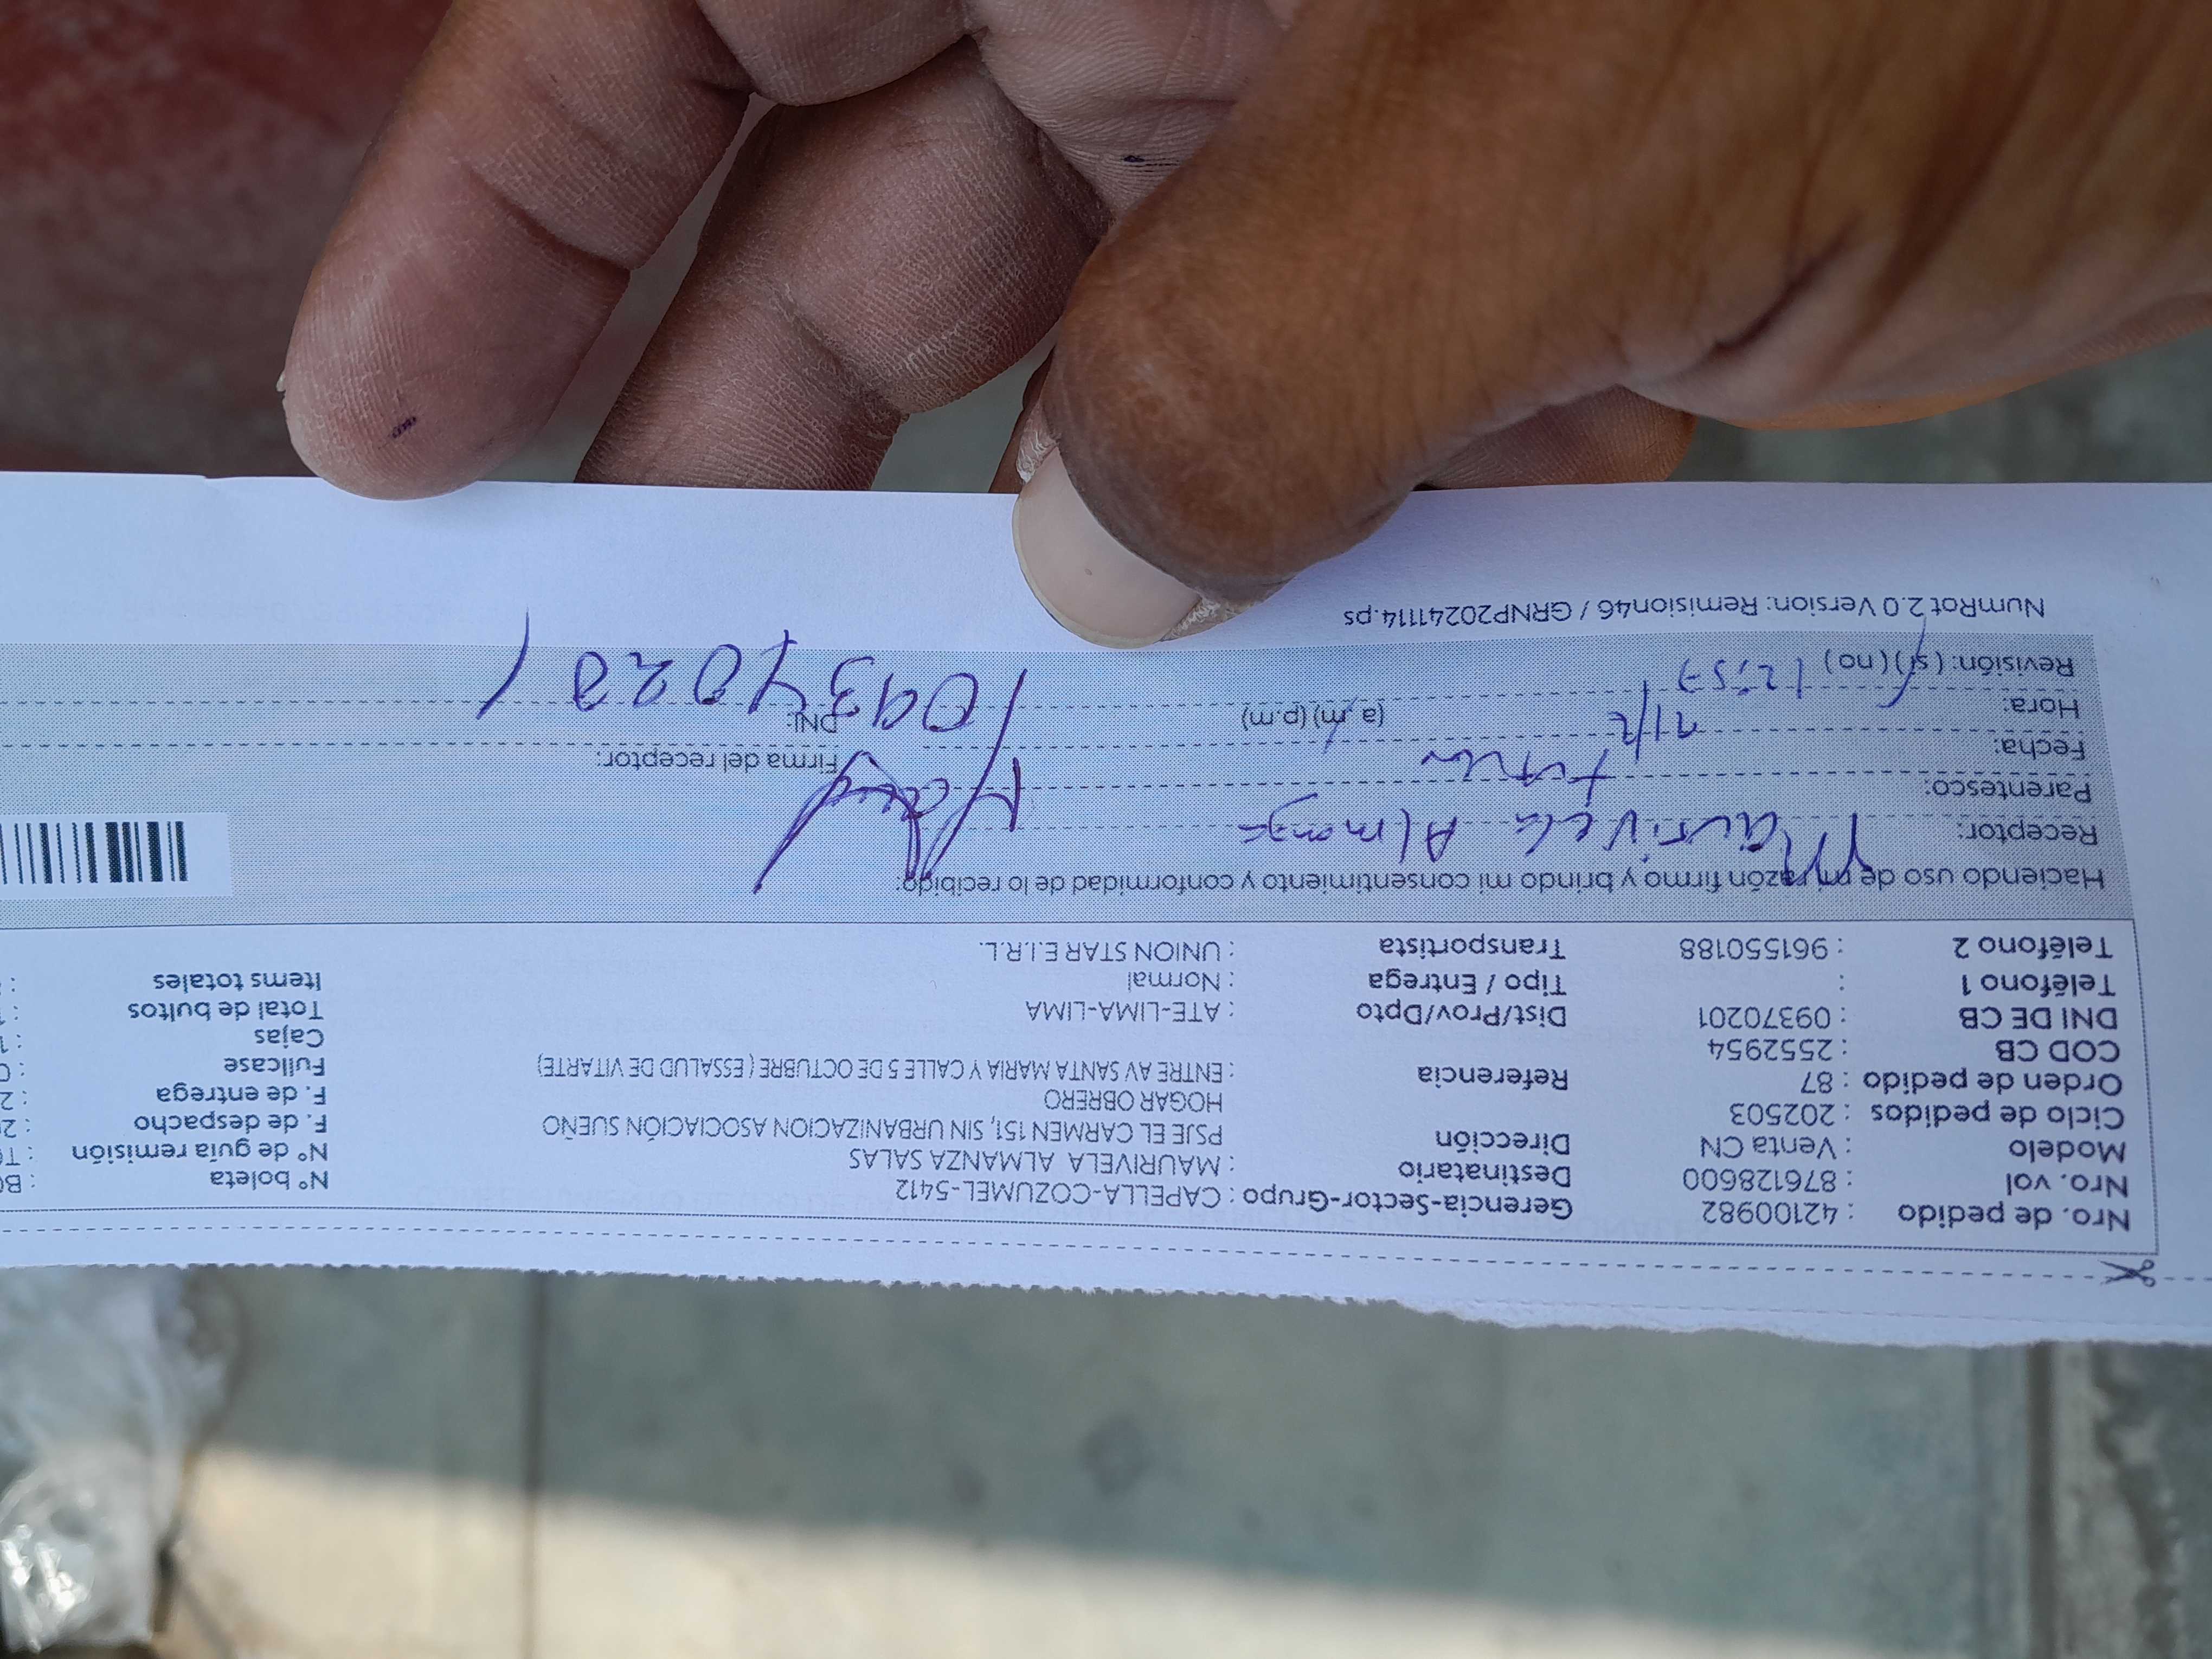 Nro. de pedido : 42100982 Gerencia-Sector-Grupo : CAPELLA-COZUMEL-5412 N° boleta :
Nro. vol : 876128600 Destinatario : MAURIVELA ALMANZA SALAS N° de guía remisión :
Modelo : Venta CN Dirección PSJE EL CARMEN 151, SIN URBANIZACION ASOCIACIÓN SUEÑO F. de despacho :
Ciclo de pedidos : 202503 HOGAR OBRERO F. de entrega :
Orden de pedido : 87 Referencia : ENTRE AV SANTA MARIA Y CALLE 5 DE OCTUBRE ( ESSALUD DE VITARTE) Fullcase :
COD CB : 2552954 Cajas :
DNI DE CB : 09370201 Dist/Prov/Dpto : ATE-LIMA-LIMA Total de bultos :
Teléfono 1 : Tipo / Entrega : Normal Items totales :
Teléfono 2 : 961550188 Transportista : UNION STAR E.I.R.L.
Haciendo uso de mi razón firmo y brindo mi consentimiento y conformidad de lo recibido:
Receptor: Maurivela Almanza
Parentesco:
Fecha: Firma del receptor:
Hora: (a.m) (p.m) DNI:
Revisión: (si) (no)
NumRot 2.0 Version: Remision46 / GRNP20241114.ps